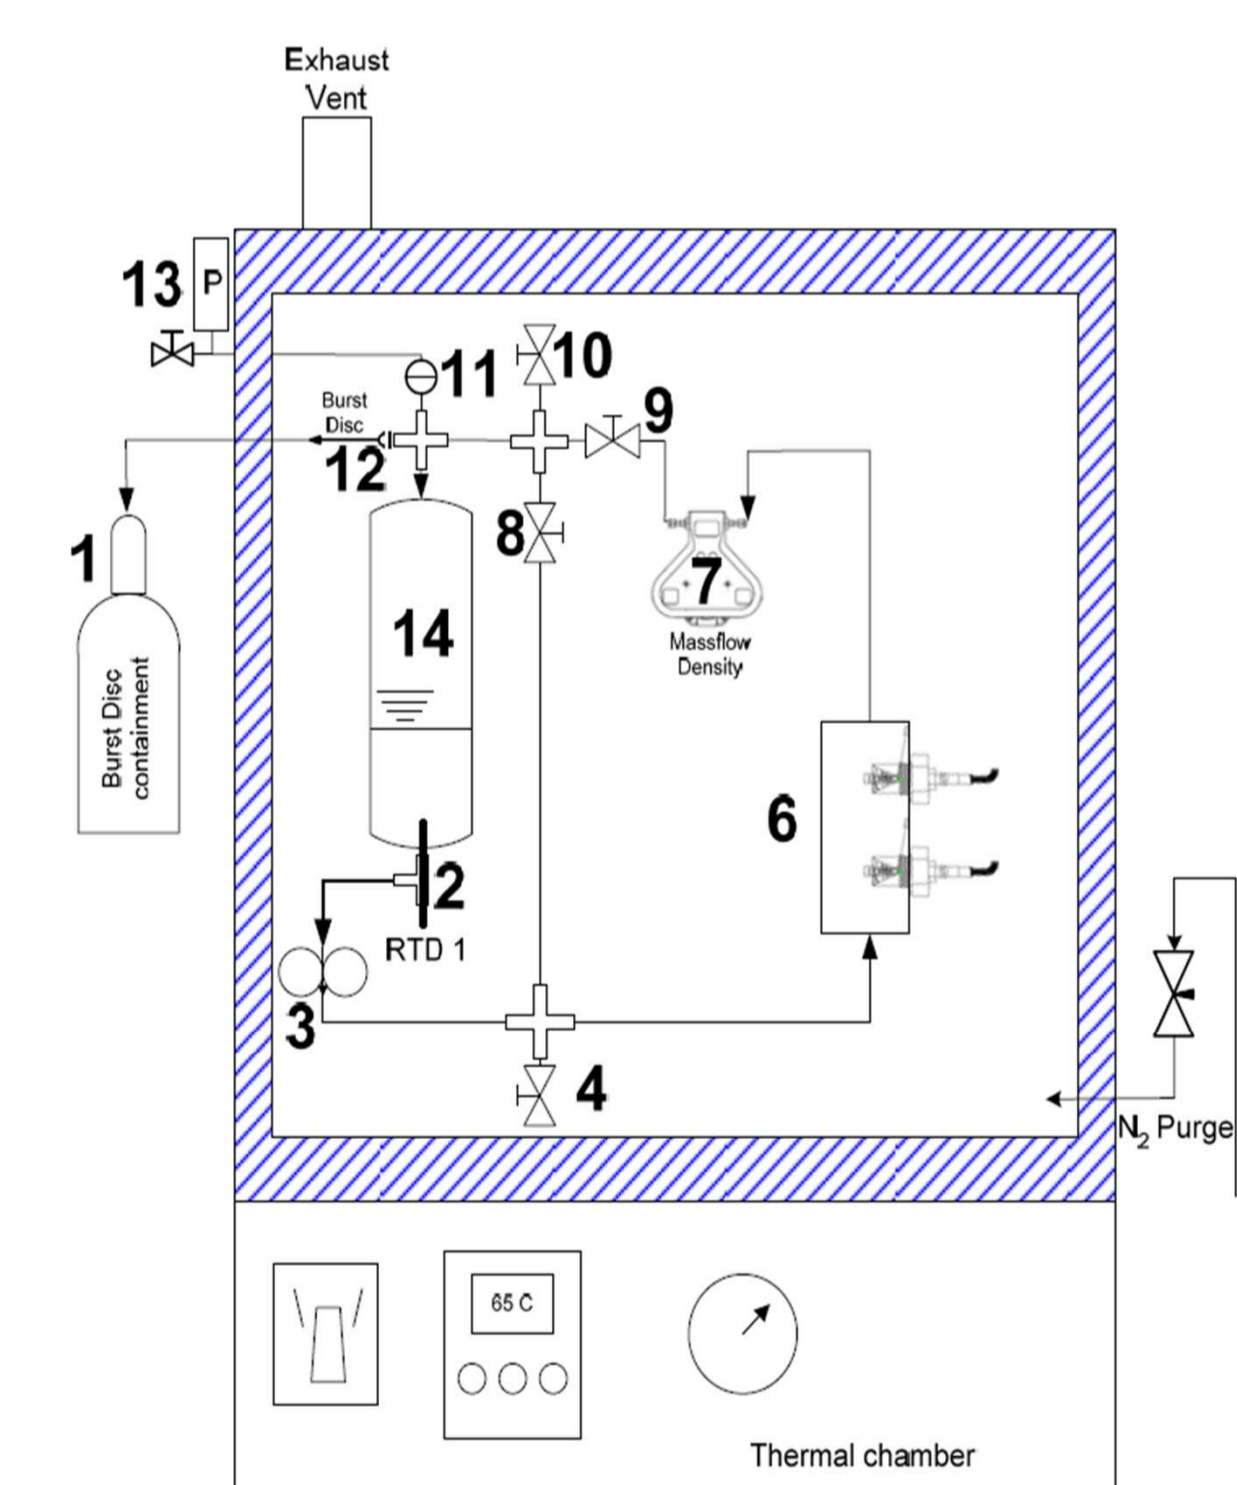 Exhaust
Vent
13
P
11
10
9
Burst
Disc
12
8
1
7
Massflow
Density
14
Burst Disc
containment
6
2
RTD 1
3
4
N₂ Purge
65 C
Thermal chamber